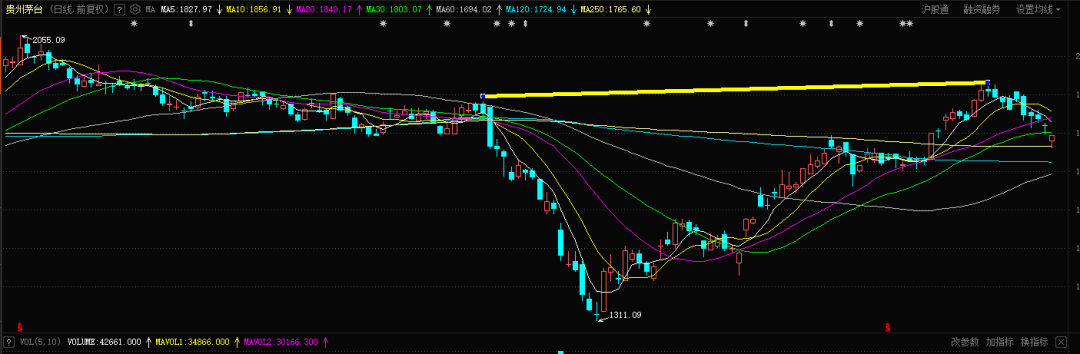 贵州茅台 (日线,前复权) ? MA MA5:1827.97 ↓ MA10:1856.91 ↓ MA20:1840.17 ↑ MA30:1803.07 ↑ MA60:1694.02 ↑ MA120:1724.94 ↓ MA250:1765.60 ↓ 沪股通 融资融券 设置均线
2055.09
1311.09
? VOL(5,10) VOLUME:42661.000 ↑ MAVOL1:34866.000 ↑ MAVOL2:30166.300 ↑ 改参数 加指标 换指标